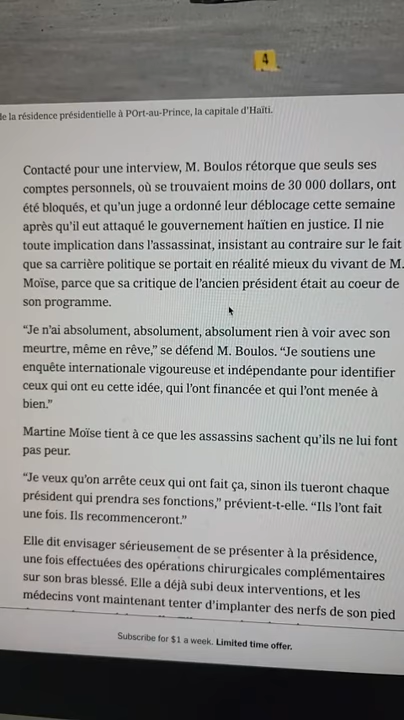 4
de la résidence présidentielle à POrt-au-Prince, la capitale d'Haïti.
Contacté pour une interview, M. Boulos rétorque que seuls ses
comptes personnels, où se trouvaient moins de 30 000 dollars, ont
été bloqués, et qu'un juge a ordonné leur déblocage cette semaine
après qu'il eut attaqué le gouvernement haïtien en justice. Il nie
toute implication dans l'assassinat, insistant au contraire sur le fait
que sa carrière politique se portait en réalité mieux du vivant de M.
Moïse, parce que sa critique de l'ancien président était au coeur de
son programme.
“Je n'ai absolument, absolument, absolument rien à voir avec son
meurtre, même en rêve,” se défend M. Boulos. “Je soutiens une
enquête internationale vigoureuse et indépendante pour identifier
ceux qui ont eu cette idée, qui l'ont financée et qui l'ont menée à
bien.”
Martine Moïse tient à ce que les assassins sachent qu'ils ne lui font
pas peur.
“Je veux qu'on arrête ceux qui ont fait ça, sinon ils tueront chaque
président qui prendra ses fonctions,” prévient-t-elle. “Ils l'ont fait
une fois. Ils recommenceront.”
Elle dit envisager sérieusement de se présenter à la présidence,
une fois effectuées des opérations chirurgicales complémentaires
sur son bras blessé. Elle a déjà subi deux interventions, et les
médecins vont maintenant tenter d'implanter des nerfs de son pied
Subscribe for $1 a week. Limited time offer.